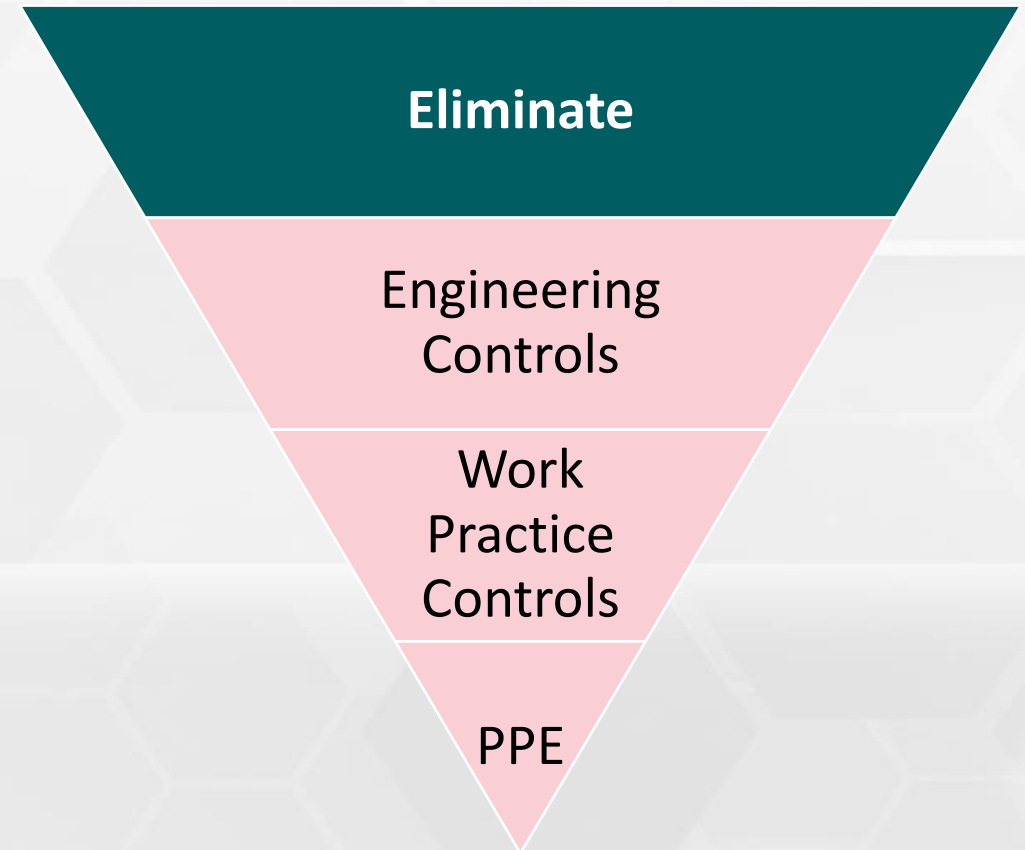 Eliminate
Engineering
Controls
Work
Practice
Controls
PPE